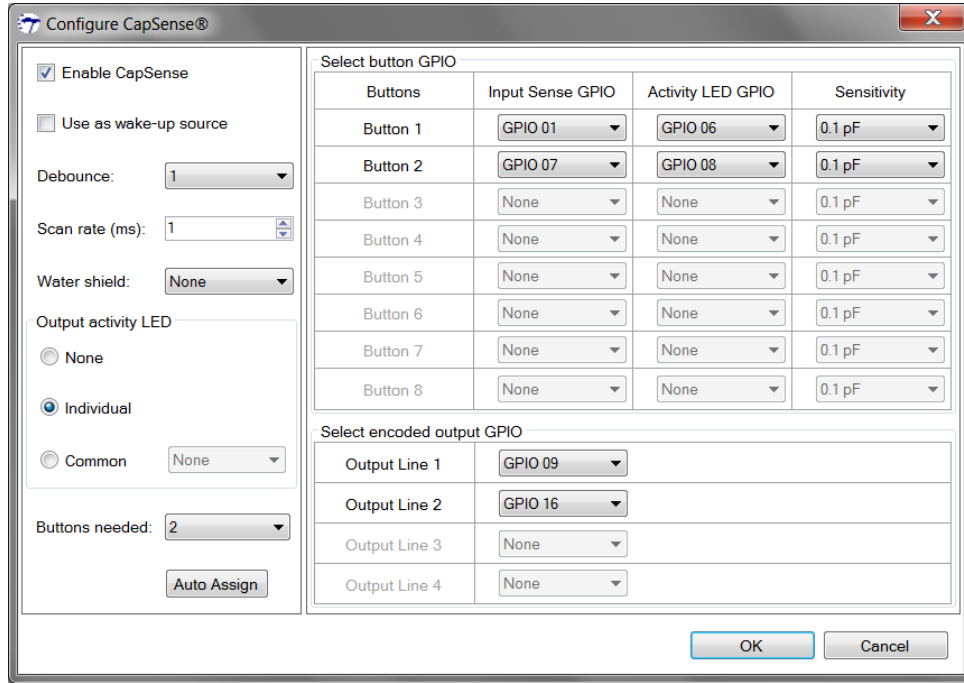 Configure CapSense®
Enable CapSense
Use as wake-up source
Debounce: 1
Scan rate (ms): 1
Water shield: None
Output activity LED
None
Individual
Common None
Buttons needed: 2
Auto Assign
Select button GPIO
Buttons Input Sense GPIO Activity LED GPIO Sensitivity
Button 1 GPIO 01 GPIO 06 0.1 pF
Button 2 GPIO 07 GPIO 08 0.1 pF
Button 3 None None 0.1 pF
Button 4 None None 0.1 pF
Button 5 None None 0.1 pF
Button 6 None None 0.1 pF
Button 7 None None 0.1 pF
Button 8 None None 0.1 pF
Select encoded output GPIO
Output Line 1 GPIO 09
Output Line 2 GPIO 16
Output Line 3 None
Output Line 4 None
OK Cancel